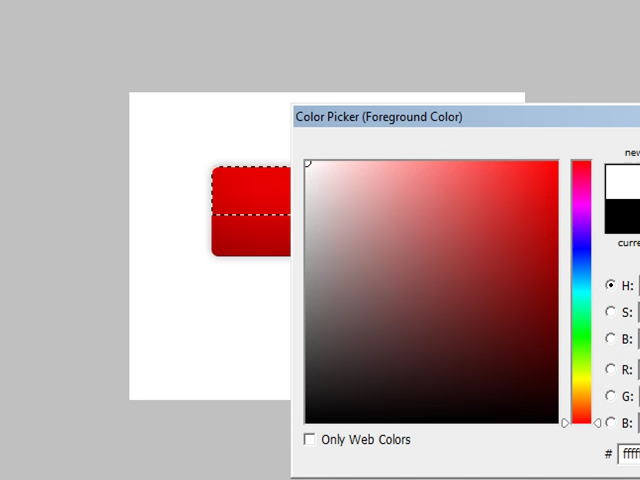 Color Picker (Foreground Color)
new
curre
H:
S:
B:
R:
G:
B:
Only Web Colors
# ffff